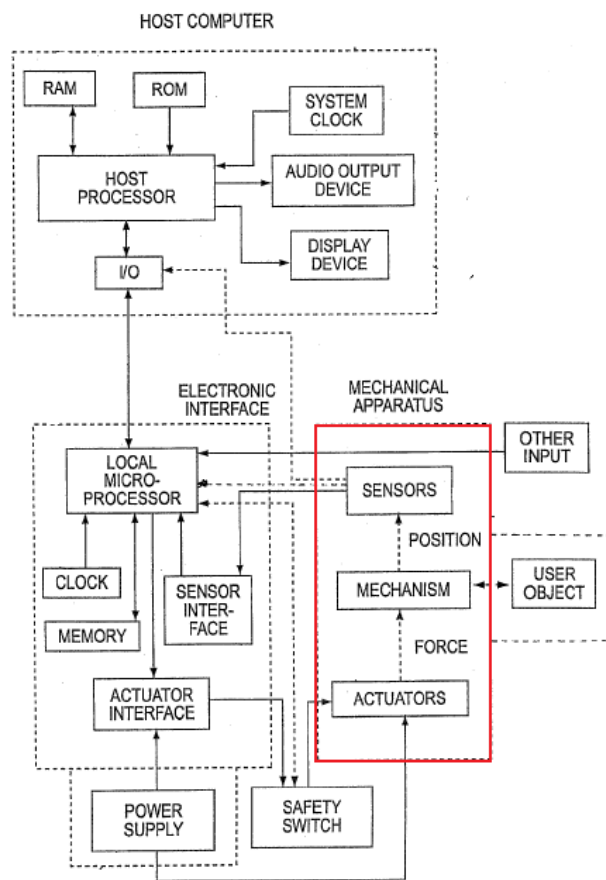 HOST COMPUTER
RAM
ROM
SYSTEM
CLOCK
HOST
PROCESSOR
AUDIO OUTPUT
DEVICE
DISPLAY
DEVICE
I/O
ELECTRONIC
INTERFACE
MECHANICAL
APPARATUS
OTHER
INPUT
LOCAL
MICRO-
PROCESSOR
SENSORS
POSITION
CLOCK
SENSOR
INTER-
FACE
MECHANISM
USER
OBJECT
MEMORY
FORCE
ACTUATOR
INTERFACE
ACTUATORS
POWER
SUPPLY
SAFETY
SWITCH